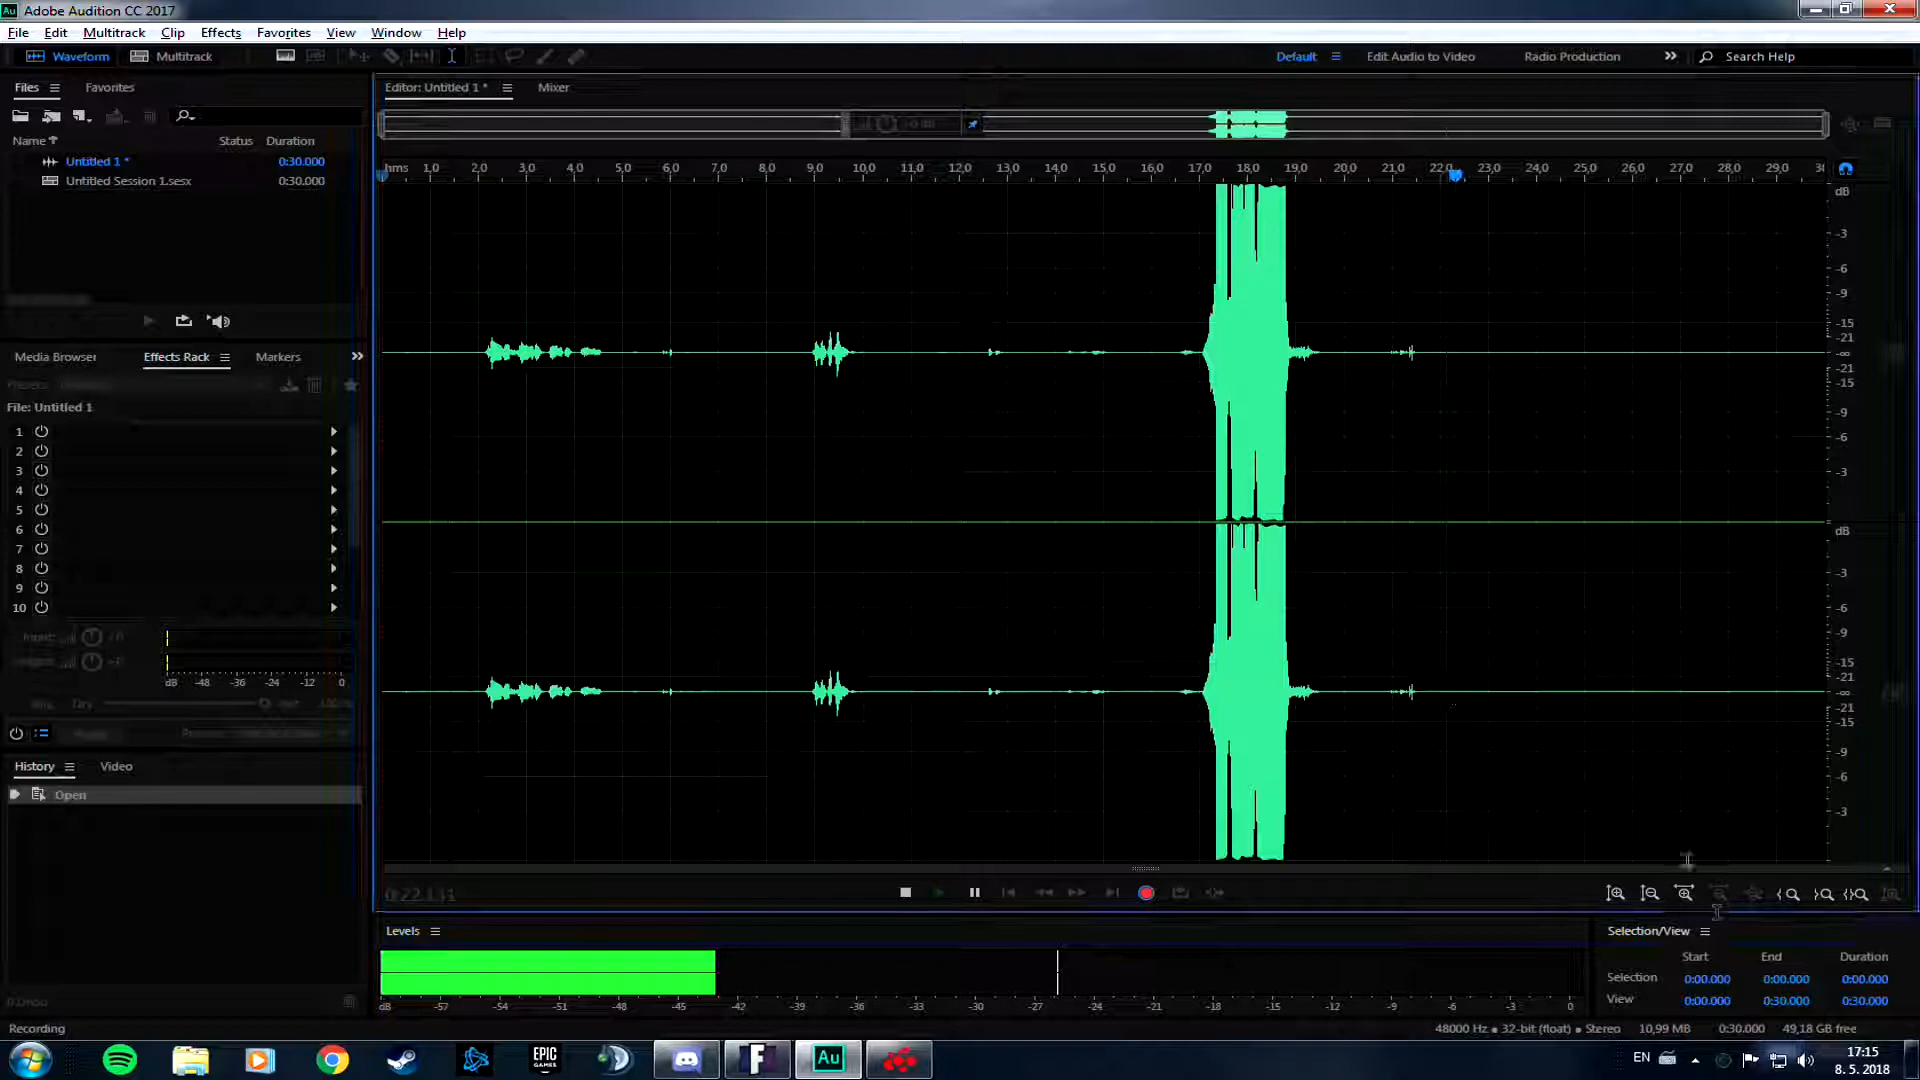 Au Adobe Audition CC 2017
File Edit Multitrack Clip Effects Favorites View Window Help
Waveform Multitrack Default Edit Audio to Video Radio Production Search Help
Files Favorites Editor: Untitled 1 * Mixer
Name Status Duration
Untitled 1 * 0:30.000
Untitled Session 1.sesx 0:30.000
hms 1,0 2,0 3,0 4,0 5,0 6,0 7,0 8,0 9,0 10,0 11,0 12,0 13,0 14,0 15,0 16,0 17,0 18,0 19,0 20,0 21,0 22,0 23,0 24,0 25,0 26,0 27,0 28,0 29,0 30
dB
-3
-6
-9
-15
-21
-∞
-21
-15
-9
-6
-3
dB
-3
-6
-9
-15
-21
-∞
-21
-15
-9
-6
-3
Media Browser Effects Rack Markers
Presets:
File: Untitled 1
1
2
3
4
5
6
7
8
9
10
Input:
dB -48 -36 -24 -12 0
Dry
History Video
Open
0:22.131
Levels
dB -57 -54 -51 -48 -45 -42 -39 -36 -33 -30 -27 -24 -21 -18 -15 -12 -9 -6 -3 0
Selection/View
Start End Duration
Selection 0:00.000 0:00.000 0:00.000
View 0:00.000 0:30.000 0:30.000
Recording
48000 Hz • 32-bit (float) • Stereo 10,99 MB 0:30.000 49,18 GB free
EPIC GAMES
F
Au
EN
17:15
8. 5. 2018